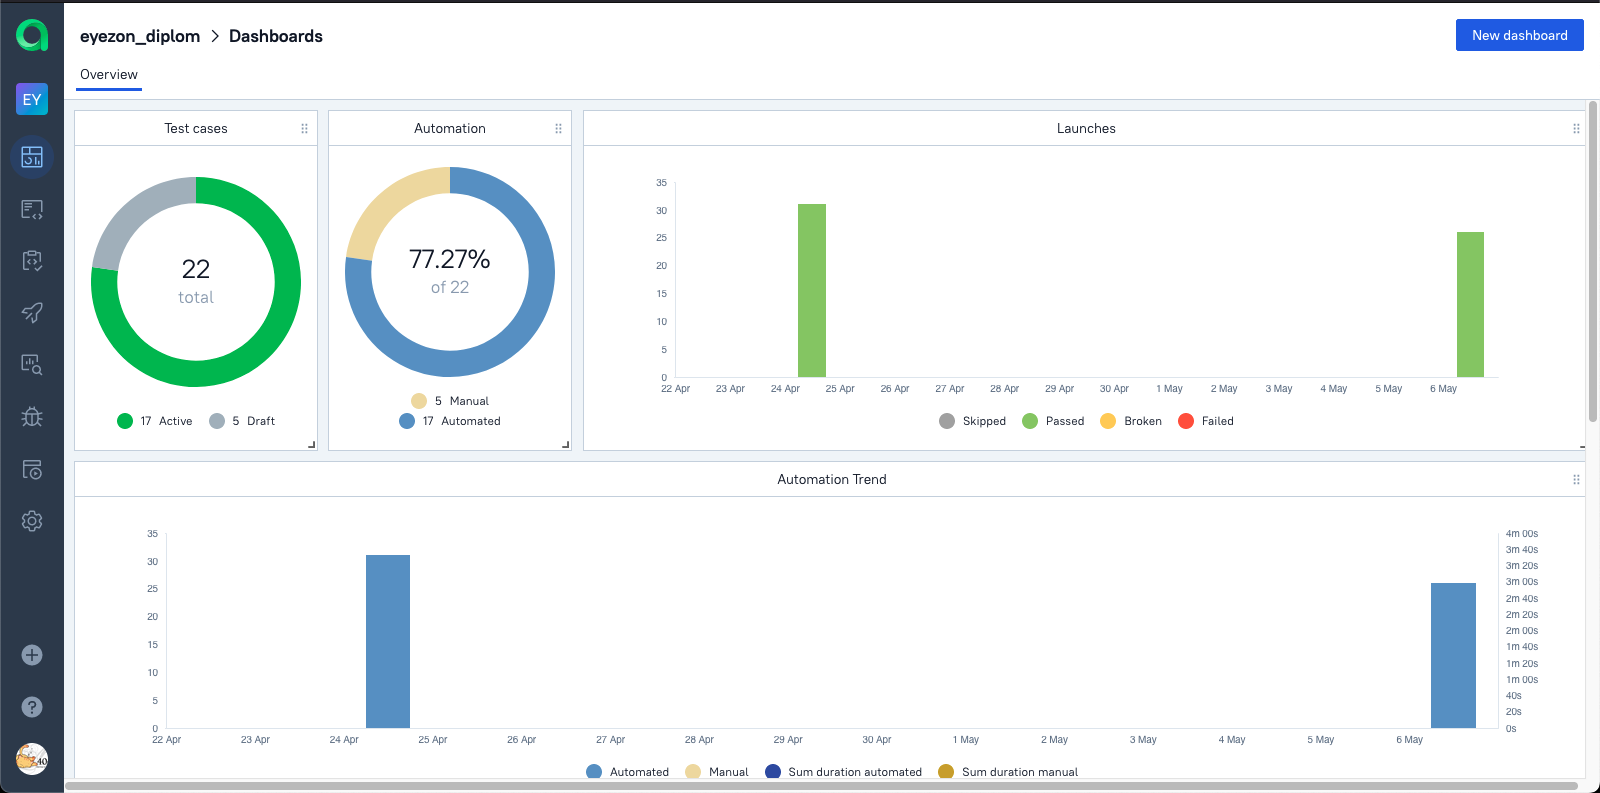 eyezon_diplom > Dashboards
New dashboard
Overview
EY
Test cases
22
total
17 Active
5 Draft
Automation
77.27%
of 22
5 Manual
17 Automated
Launches
35
30
25
20
15
10
5
0
22 Apr 23 Apr 24 Apr 25 Apr 26 Apr 27 Apr 28 Apr 29 Apr 30 Apr 1 May 2 May 3 May 4 May 5 May 6 May
Skipped Passed Broken Failed
Automation Trend
35
30
25
20
15
10
5
0
4m 00s
3m 40s
3m 20s
3m 00s
2m 40s
2m 20s
2m 00s
1m 40s
1m 20s
1m 00s
40s
20s
0s
22 Apr 23 Apr 24 Apr 25 Apr 26 Apr 27 Apr 28 Apr 29 Apr 30 Apr 1 May 2 May 3 May 4 May 5 May 6 May
Automated Manual Sum duration automated Sum duration manual